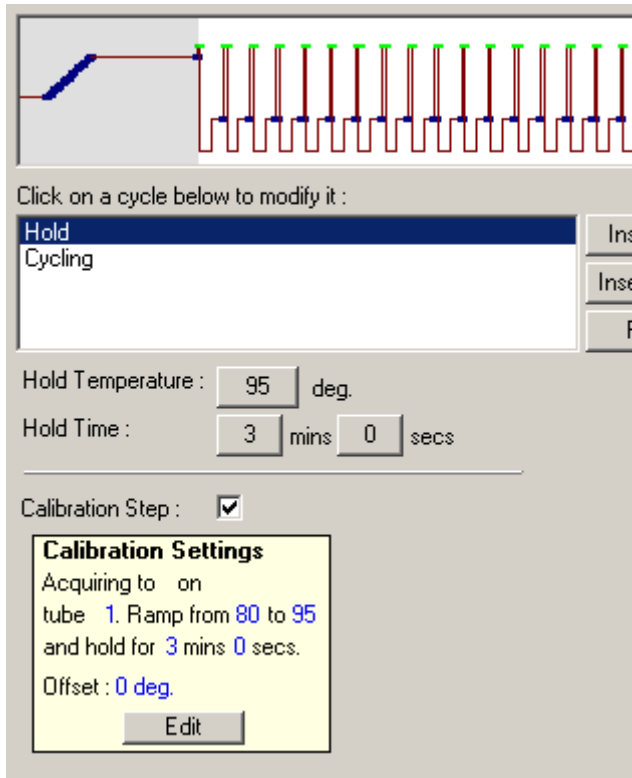 Click on a cycle below to modify it :
Hold
Cycling
Hold Temperature : 95 deg.
Hold Time : 3 mins 0 secs
Calibration Step :
Calibration Settings
Acquiring to on
tube 1. Ramp from 80 to 95
and hold for 3 mins 0 secs.
Offset : 0 deg.
Edit